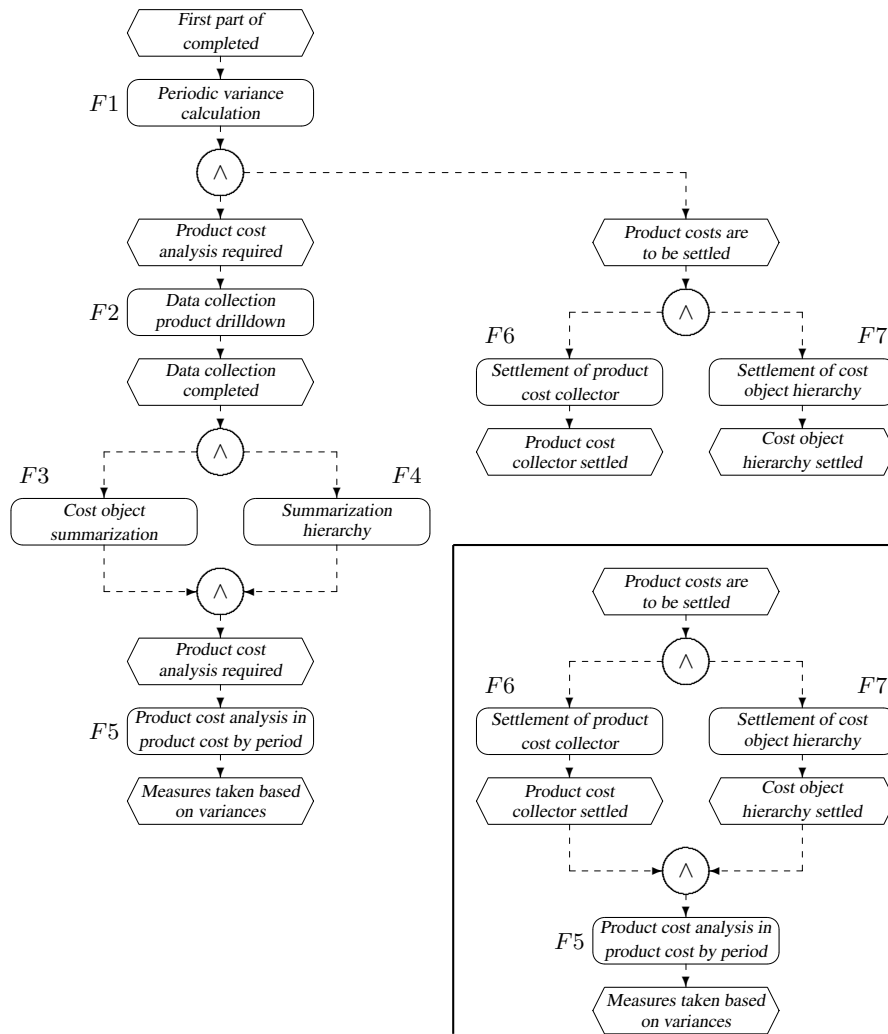 First part of
completed
F1
Periodic variance
calculation
∧
Product cost
analysis required
Product costs are
to be settled
F2
Data collection
product drilldown
∧
F6
F7
Data collection
completed
Settlement of product
cost collector
Settlement of cost
object hierarchy
∧
Product cost
collector settled
Cost object
hierarchy settled
F3
F4
Cost object
summarization
Summarization
hierarchy
∧
Product cost
analysis required
F5
Product cost analysis in
product cost by period
Measures taken based
on variances
Product costs are
to be settled
∧
F6
F7
Settlement of product
cost collector
Settlement of cost
object hierarchy
Product cost
collector settled
Cost object
hierarchy settled
∧
F5
Product cost analysis in
product cost by period
Measures taken based
on variances